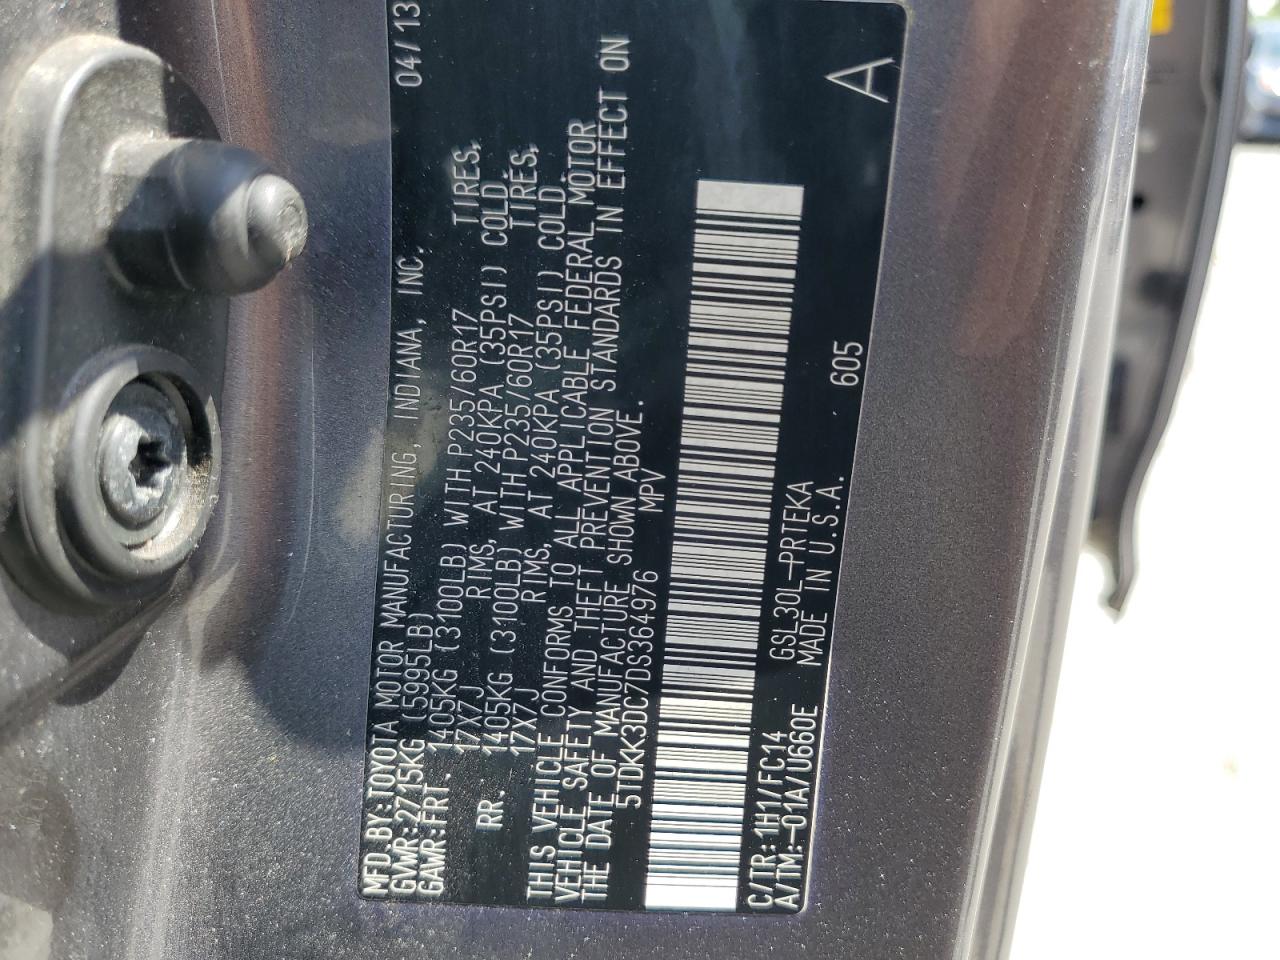 MFD.BY:TOYOTA MOTOR MANUFACTURING, INDIANA, INC. 04/13
GVWR:2715KG (5995LB)
GAWR:FRT. 1405KG (3100LB) WITH P235/60R17 TIRES,
17X7J RIMS, AT 240KPA (35PSI) COLD.
RR. 1405KG (3100LB) WITH P235/60R17 TIRES,
17X7J RIMS, AT 240KPA (35PSI) COLD.
THIS VEHICLE CONFORMS TO ALL APPLICABLE FEDERAL MOTOR
VEHICLE SAFETY AND THEFT PREVENTION STANDARDS IN EFFECT ON
THE DATE OF MANUFACTURE SHOWN ABOVE.
5TDKK3DC7DS364976 MPV
C/TR:1H1/FC14 GSL30L-PRTEKA 605 A
A/TM:-01A/U660E MADE IN U.S.A.